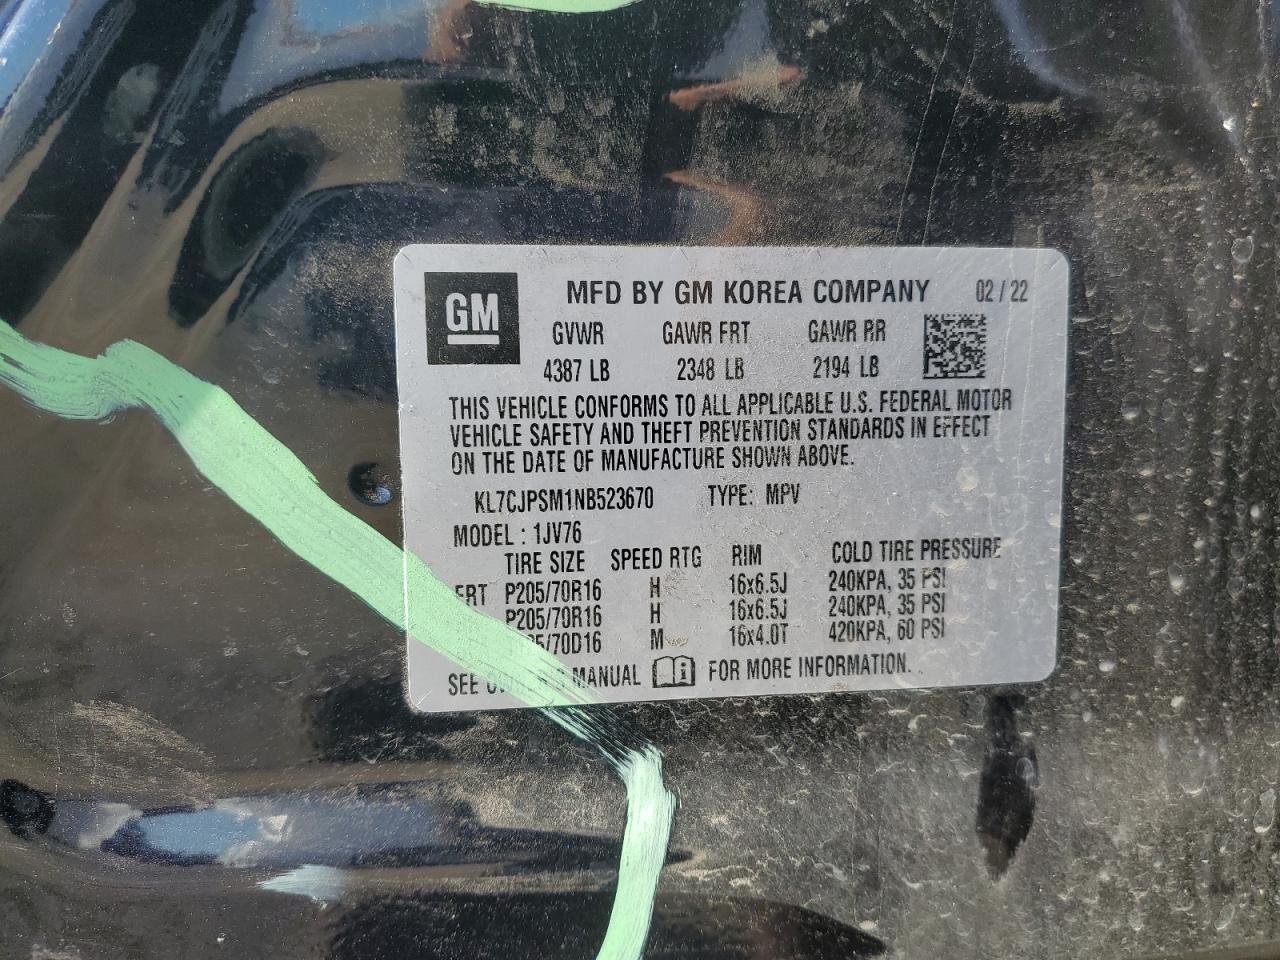 GM
MFD BY GM KOREA COMPANY 02/22
GVWR GAWR FRT GAWR RR
4387 LB 2348 LB 2194 LB
THIS VEHICLE CONFORMS TO ALL APPLICABLE U.S. FEDERAL MOTOR
VEHICLE SAFETY AND THEFT PREVENTION STANDARDS IN EFFECT
ON THE DATE OF MANUFACTURE SHOWN ABOVE.
KL7CJPSM1NB523670 TYPE: MPV
MODEL : 1JV76
TIRE SIZE SPEED RTG RIM COLD TIRE PRESSURE
FRT P205/70R16 H 16x6.5J 240KPA, 35 PSI
P205/70R16 H 16x6.5J 240KPA, 35 PSI
/70D16 M 16x4.0T 420KPA, 60 PSI
SEE MANUAL FOR MORE INFORMATION.